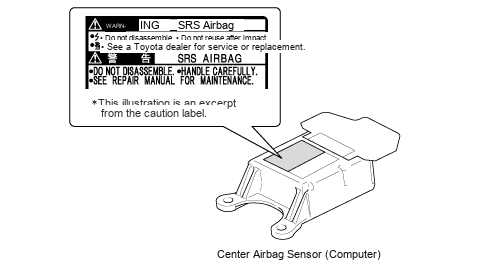 WARN- ING SRS Airbag
• Do not disassemble. • Do not reuse after impact.
• See a Toyota dealer for service or replacement.
警 告 SRS AIRBAG
•DO NOT DISASSEMBLE. •HANDLE CAREFULLY.
•SEE REPAIR MANUAL FOR MAINTENANCE.
*This illustration is an excerpt
from the caution label.
Center Airbag Sensor (Computer)